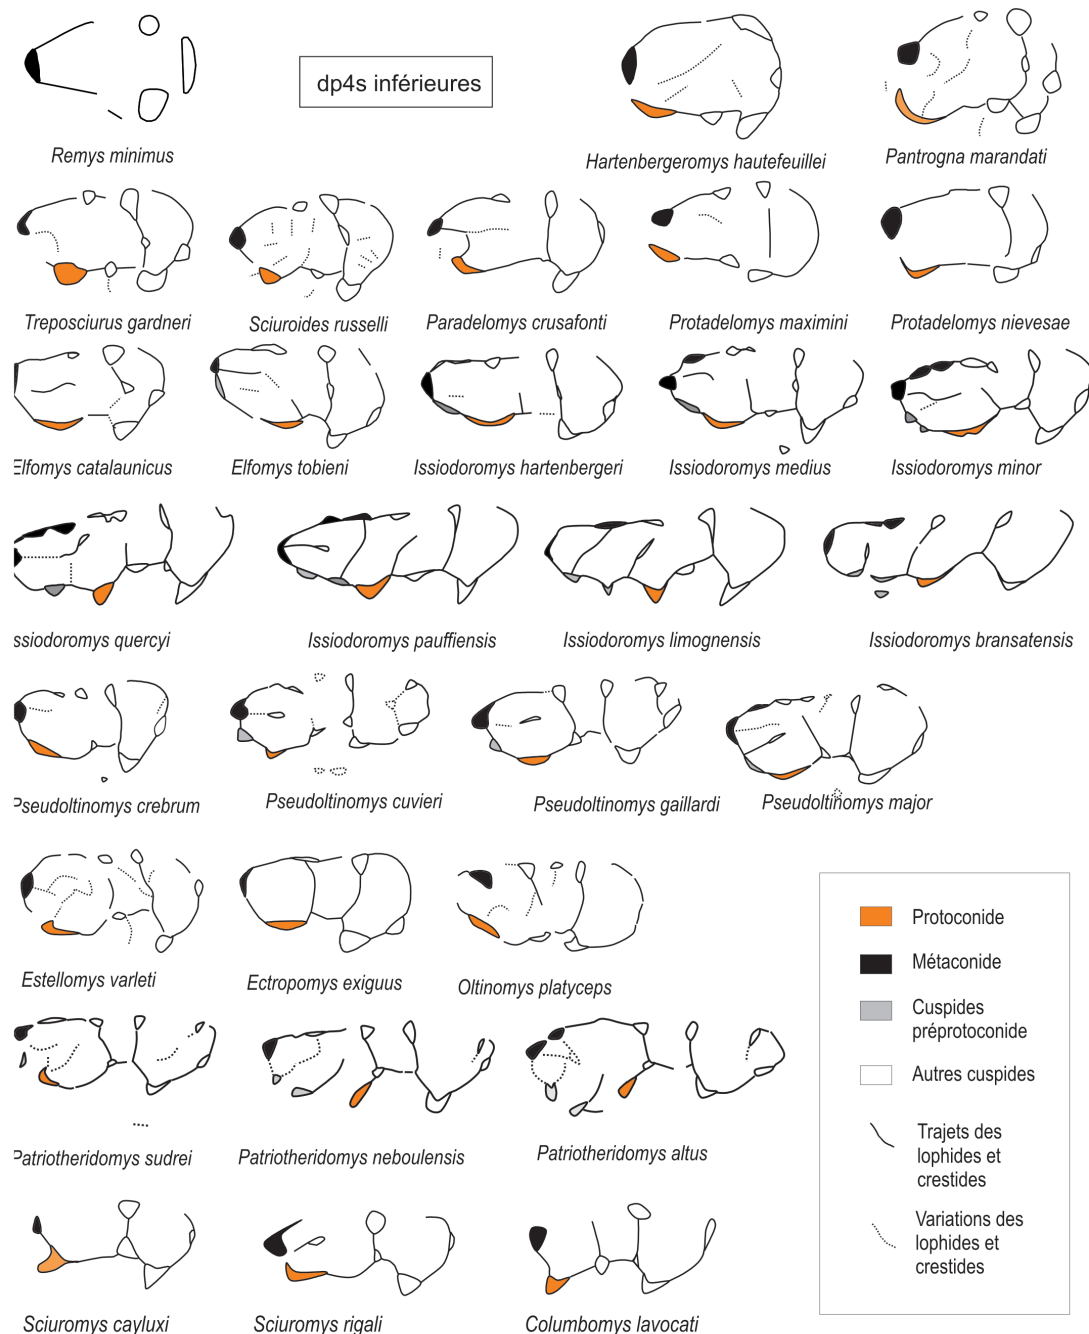 dp4s inférieures
Remys minimus
Hartenbergeromys hautefeuillei
Pantrogna marandati
Treposciurus gardneri
Sciuroides russelli
Paradelomys crusafonti
Protadelomys maximini
Protadelomys nievesae
Elfomys catalaunicus
Elfomys tobieni
Issiodoromys hartenbergeri
Issiodoromys medius
Issiodoromys minor
ssiodoromys quercyi
Issiodoromys pauffiensis
Issiodoromys limognensis
Issiodoromys bransatensis
Pseudoltinomys crebrum
Pseudoltinomys cuvieri
Pseudoltinomys gaillardi
Pseudoltinomys major
Estellomys varleti
Ectropomys exiguus
Oltinomys platyceps
Protoconide
Métaconide
Cuspides
préprotoconide
Autres cuspides
Trajets des
lophides et
crestides
Variations des
lophides et
crestides
Patriotheridomys sudrei
Patriotheridomys neboulensis
Patriotheridomys altus
Sciuromys cayluxi
Sciuromys rigali
Columbomys lavocati